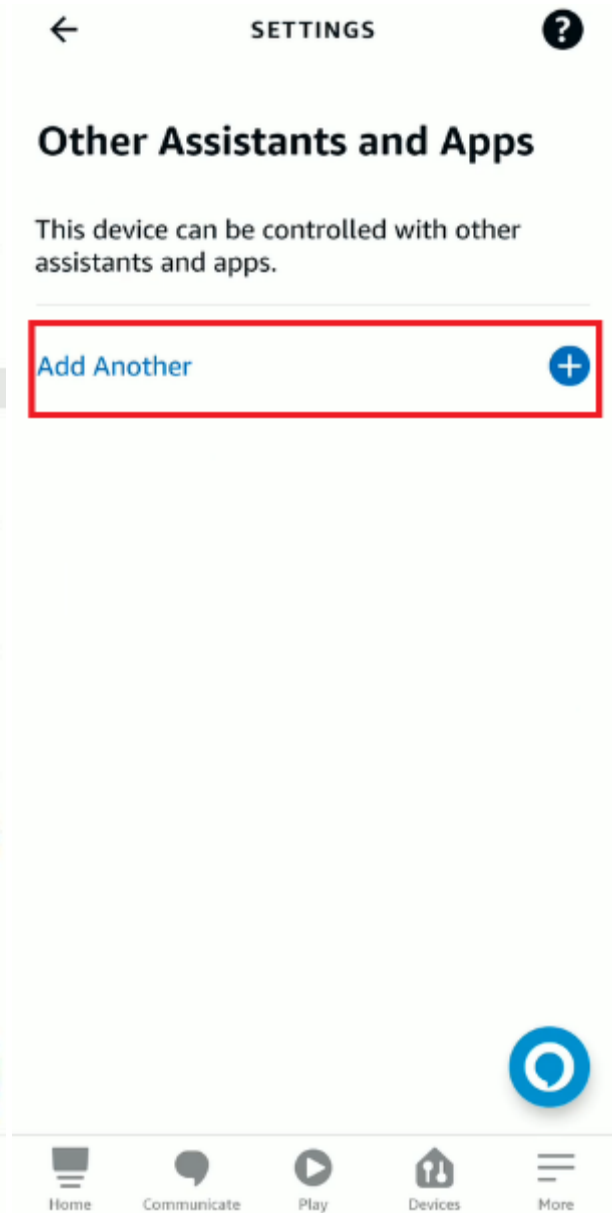 SETTINGS
?
Other Assistants and Apps
This device can be controlled with other
assistants and apps.
Add Another
Home Communicate Play Devices More